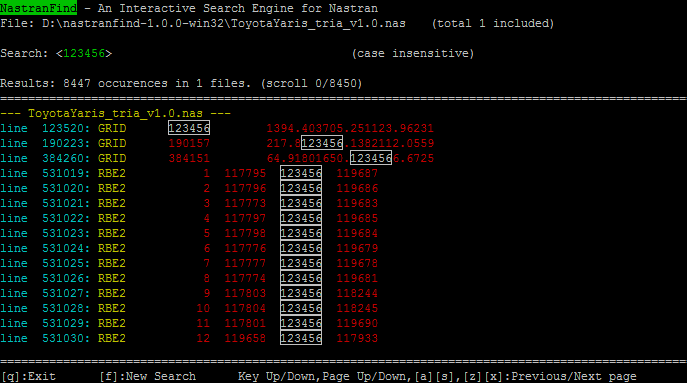 NastranFind - An Interactive Search Engine for Nastran
File: D:\nastranfind-1.0.0-win32\ToyotaYaris_tria_v1.0.nas (total 1 included)
Search: <123456> (case insensitive)
Results: 8447 occurences in 1 files. (scroll 0/8450)
--- ToyotaYaris_tria_v1.0.nas ---
line 123520: GRID 123456 1394.403705.251123.96231
line 190223: GRID 190157 217.8123456.1382112.0559
line 384260: GRID 384151 64.91801650.1234566.6725
line 531019: RBE2 1 117795 123456 119687
line 531020: RBE2 2 117796 123456 119686
line 531021: RBE2 3 117773 123456 119683
line 531022: RBE2 4 117797 123456 119685
line 531023: RBE2 5 117798 123456 119684
line 531024: RBE2 6 117776 123456 119679
line 531025: RBE2 7 117777 123456 119678
line 531026: RBE2 8 117774 123456 119681
line 531027: RBE2 9 117803 123456 118244
line 531028: RBE2 10 117804 123456 118245
line 531029: RBE2 11 117801 123456 119690
line 531030: RBE2 12 119658 123456 117933
[q]:Exit [f]:New Search Key Up/Down,Page Up/Down,[a][s],[z][x]:Previous/Next page